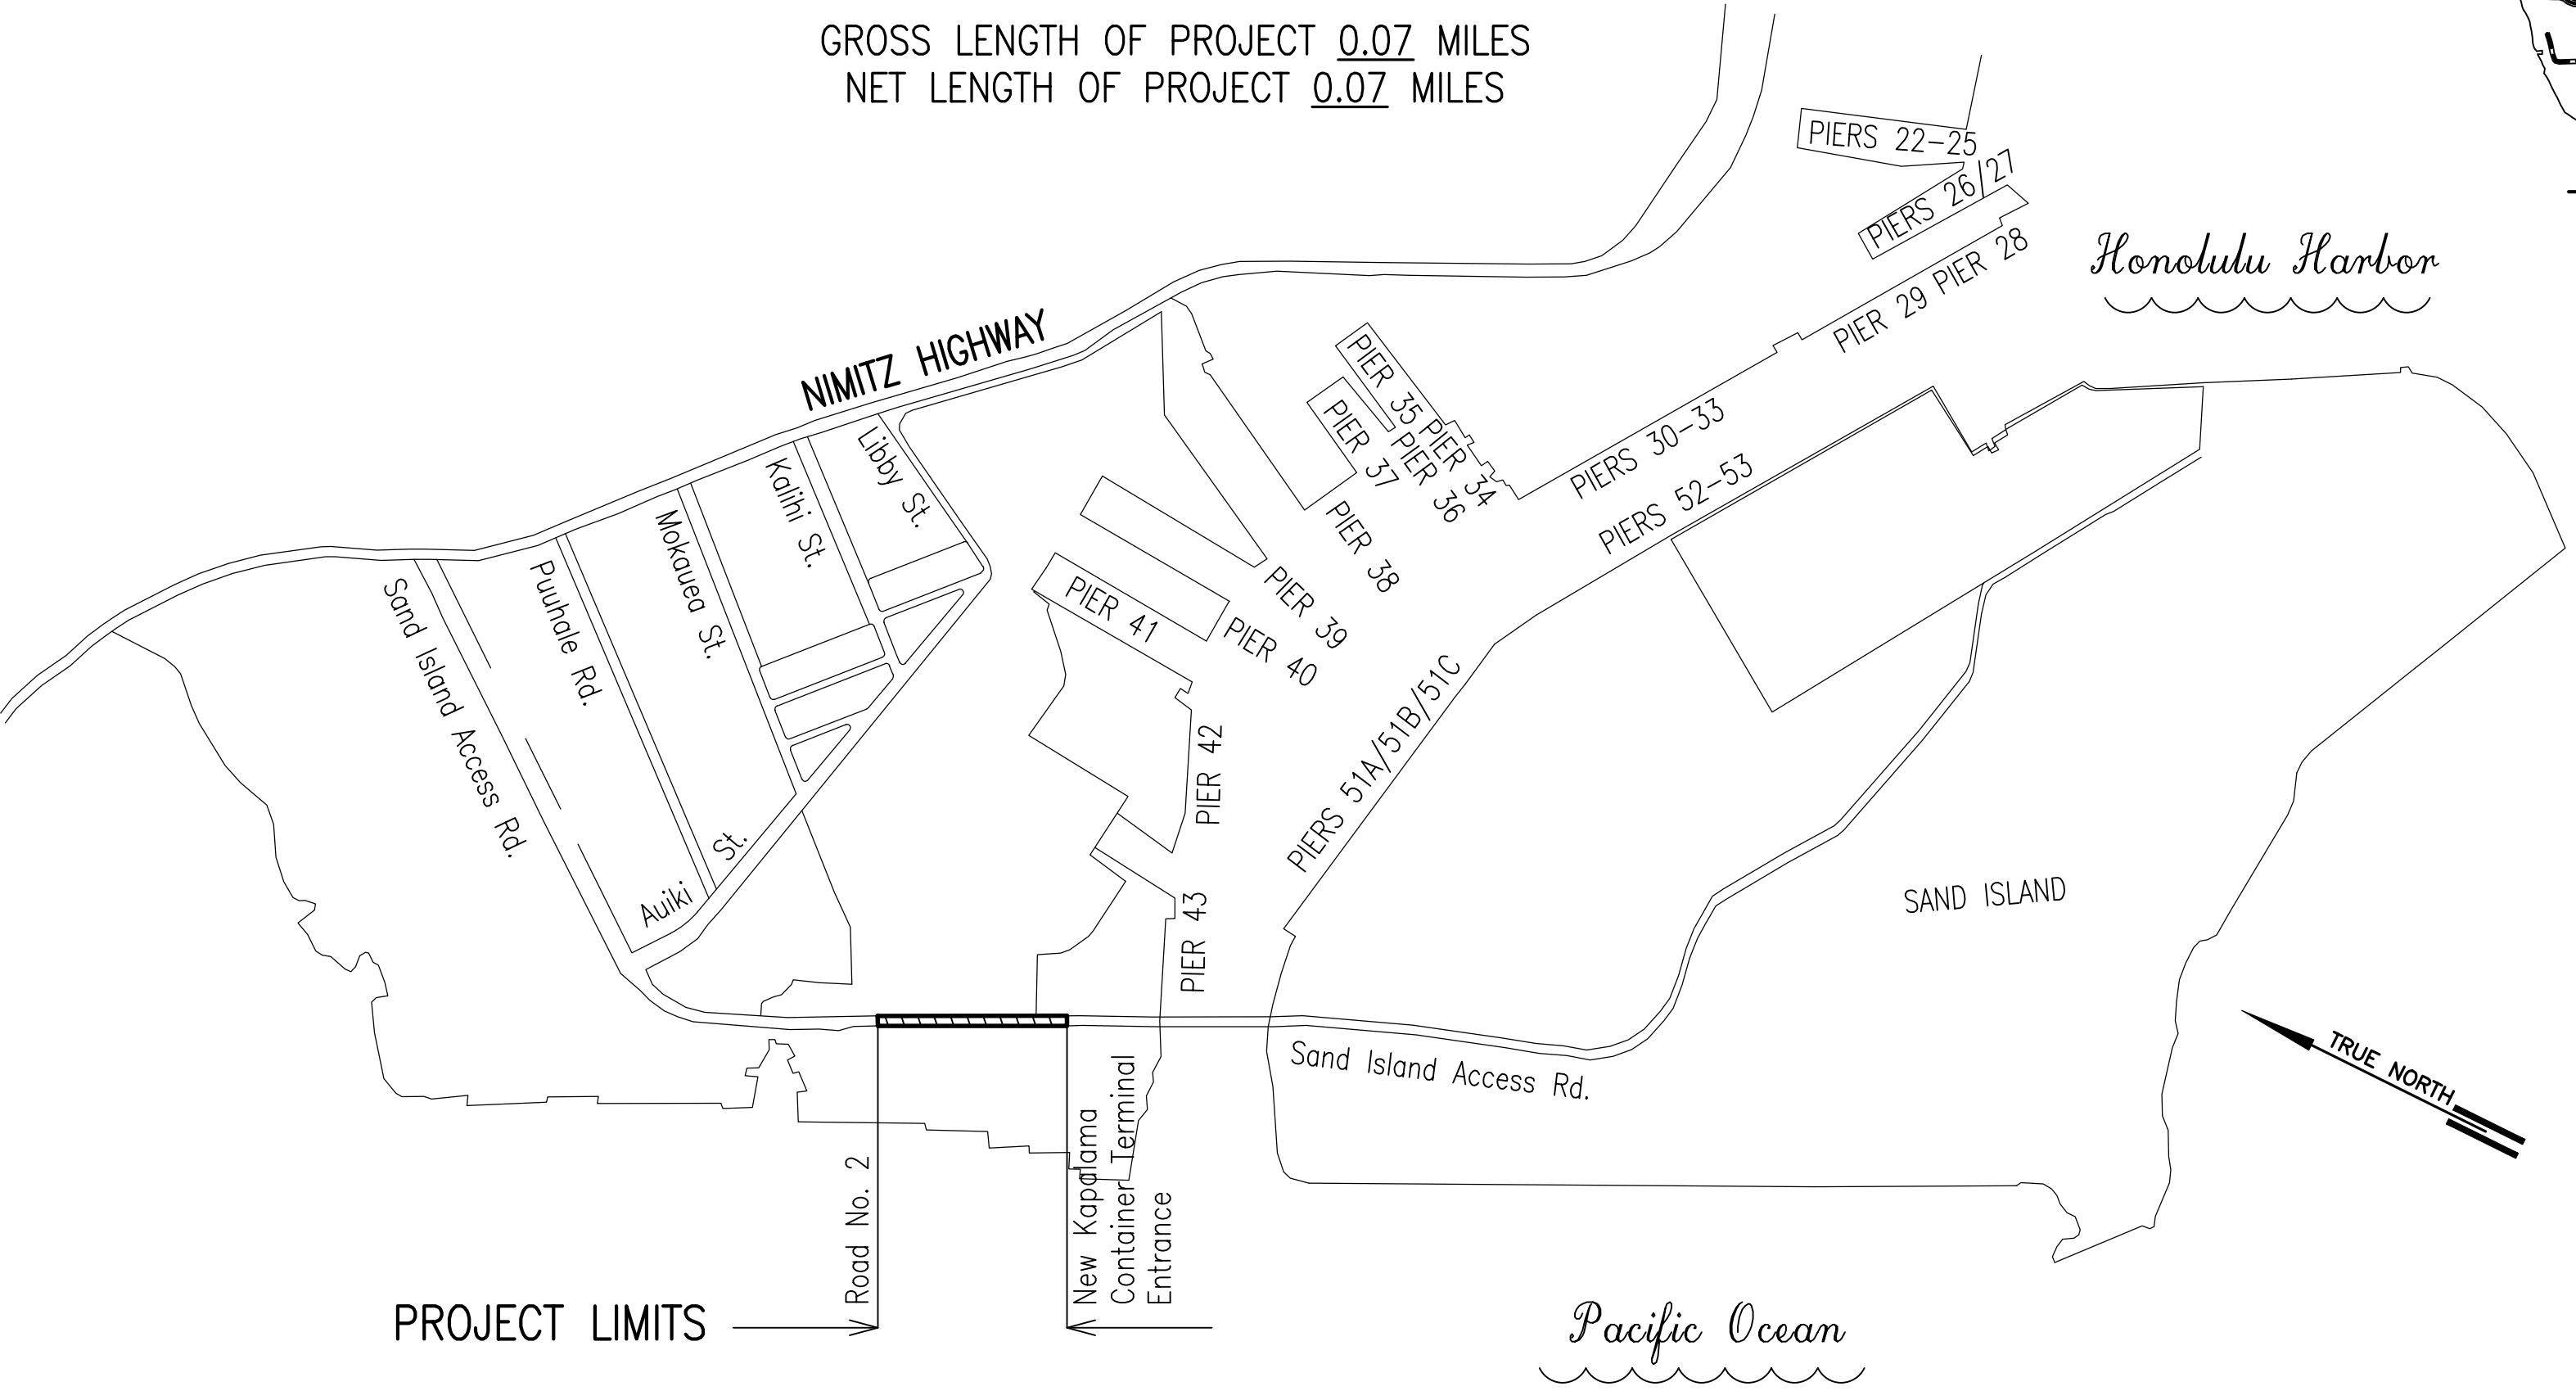 GROSS LENGTH OF PROJECT 0.07 MILES
NET LENGTH OF PROJECT 0.07 MILES
PIERS 22-25
PIERS 26/27
PIER 28
PIER 29
Honolulu Harbor
NIMITZ HIGHWAY
PIER 35
PIER 34
PIER 37
PIER 36
PIERS 30-33
PIERS 52-53
PIER 38
PIER 39
PIER 40
PIER 41
Libby St.
Kalihi St.
Mokauea St.
Puuhale Rd.
Sand Island Access Rd.
Auiki St.
PIER 42
PIERS 51A/51B/51C
PIER 43
SAND ISLAND
Sand Island Access Rd.
TRUE NORTH
Road No. 2
New Kapalama
Container Terminal
Entrance
PROJECT LIMITS
Pacific Ocean